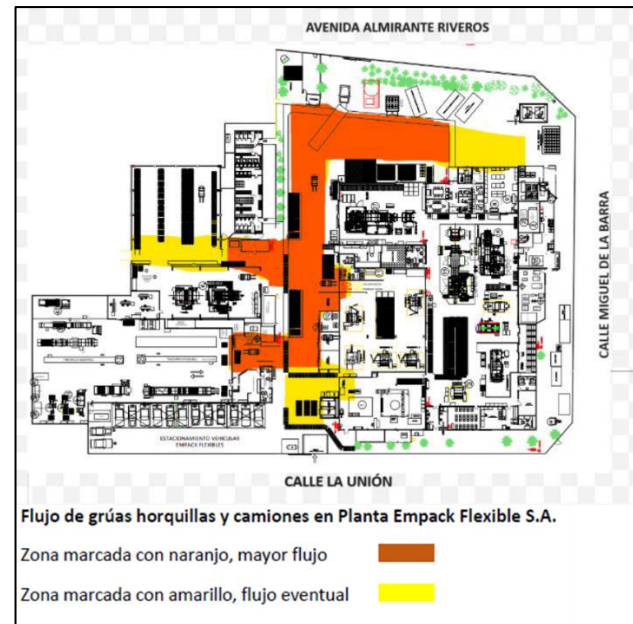 AVENIDA ALMIRANTE RIVEROS
CALLE MIGUEL DE LA BARRA
ESTACIONAMIENTO VEHICULAR
EMPACK FLEXIBLES
CALLE LA UNIÓN
Flujo de grúas horquillas y camiones en Planta Empack Flexible S.A.
Zona marcada con naranjo, mayor flujo
Zona marcada con amarillo, flujo eventual